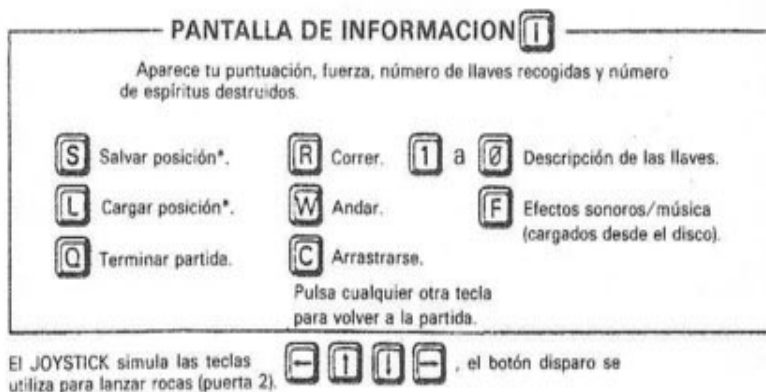 PANTALLA DE INFORMACION I
Aparece tu puntuación, fuerza, número de llaves recogidas y número
de espíritus destruidos.
S Salvar posición*. R Correr. 1 a Ø Descripción de las llaves.
L Cargar posición*. W Andar. F Efectos sonoros/música
(cargados desde el disco).
Q Terminar partida. C Arrastrarse.
Pulsa cualquier otra tecla
para volver a la partida.
El JOYSTICK simula las teclas ← ↑ ↓ → , el botón disparo se
utiliza para lanzar rocas (puerta 2).